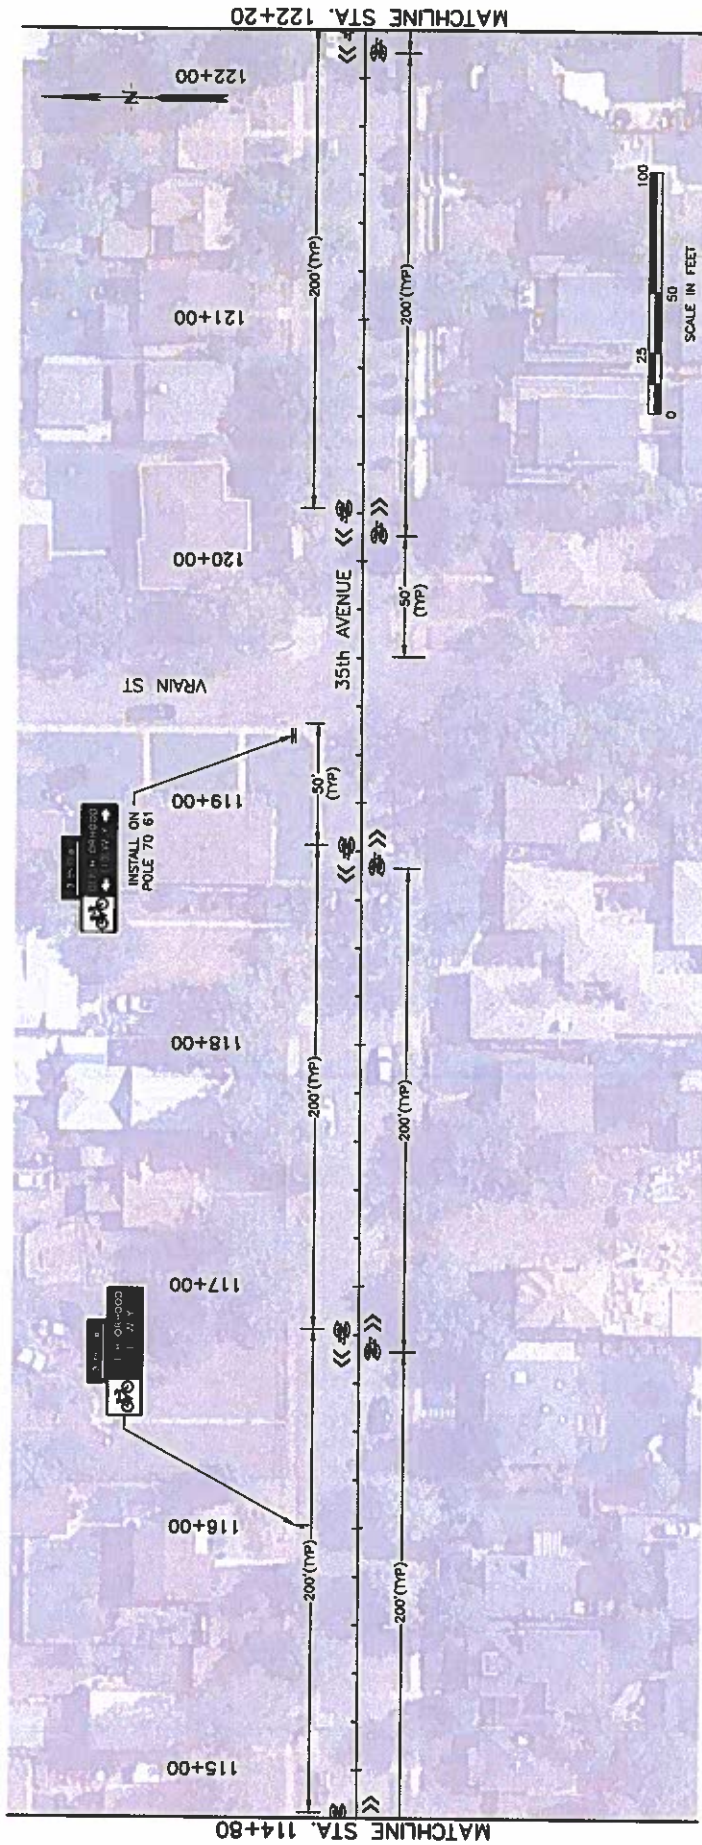 MATCHLINE STA. 122+20
122+00
N
200'(TYP)
200'(TYP)
121+00
100
50
25
0
SCALE IN FEET
120+00
35th AVENUE
50'
(TYP)
VRAIN ST
50'
(TYP)
119+00
INSTALL ON
POLE 70 61
118+00
200'(TYP)
200'(TYP)
117+00
116+00
200'(TYP)
200'(TYP)
115+00
MATCHLINE STA. 114+80